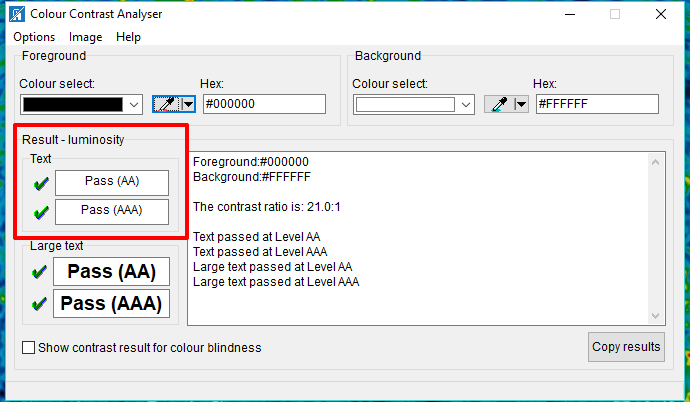 Colour Contrast Analyser
Options Image Help
Foreground
Colour select: Hex:
#000000
Background
Colour select: Hex:
#FFFFFF
Result - luminosity
Text
Pass (AA)
Pass (AAA)
Large text
Pass (AA)
Pass (AAA)
Foreground:#000000
Background:#FFFFFF
The contrast ratio is: 21.0:1
Text passed at Level AA
Text passed at Level AAA
Large text passed at Level AA
Large text passed at Level AAA
Show contrast result for colour blindness
Copy results